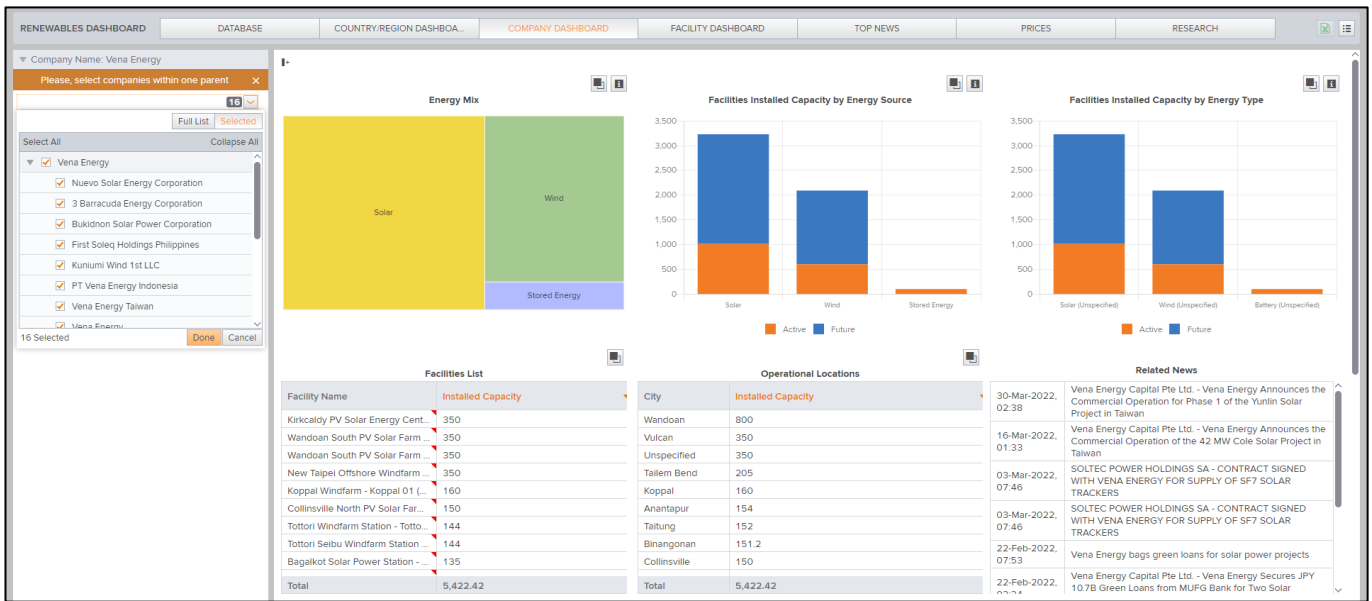 RENEWABLES DASHBOARD
DATABASE
COUNTRY/REGION DASHBOA...
COMPANY DASHBOARD
FACILITY DASHBOARD
TOP NEWS
PRICES
RESEARCH
Company Name: Vena Energy
Please, select companies within one parent
16
Full List Selected
Select All Collapse All
Vena Energy
Nuevo Solar Energy Corporation
3 Barracuda Energy Corporation
Bukidnon Solar Power Corporation
First Soleq Holdings Philippines
Kuniumi Wind 1st LLC
PT Vena Energy Indonesia
Vena Energy Taiwan
Vena Energy
16 Selected Done Cancel
Energy Mix
Solar
Wind
Stored Energy
Facilities Installed Capacity by Energy Source
3,500
3,000
2,500
2,000
1,500
1,000
500
0
Solar Wind Stored Energy
Active Future
Facilities Installed Capacity by Energy Type
3,500
3,000
2,500
2,000
1,500
1,000
500
0
Solar (Unspecified) Wind (Unspecified) Battery (Unspecified)
Active Future
Facilities List
Facility Name Installed Capacity
Kirkcaldy PV Solar Energy Cent... 350
Wandoan South PV Solar Farm ... 350
Wandoan South PV Solar Farm ... 350
New Taipei Offshore Windfarm ... 350
Koppal Windfarm - Koppal 01 (... 160
Collinsville North PV Solar Far... 150
Tottori Windfarm Station - Totto... 144
Tottori Seibu Windfarm Station ... 144
Bagalkot Solar Power Station - ... 135
Total 5,422.42
Operational Locations
City Installed Capacity
Wandoan 800
Vulcan 350
Unspecified 350
Tailem Bend 205
Koppal 160
Anantapur 154
Taitung 152
Binangonan 151.2
Collinsville 150
Total 5,422.42
Related News
30-Mar-2022, 02:38
Vena Energy Capital Pte Ltd. - Vena Energy Announces the
Commercial Operation for Phase 1 of the Yunlin Solar
Project in Taiwan
16-Mar-2022, 01:33
Vena Energy Capital Pte Ltd. - Vena Energy Announces the
Commercial Operation of the 42 MW Cole Solar Project in
Taiwan
03-Mar-2022, 07:46
SOLTEC POWER HOLDINGS SA - CONTRACT SIGNED
WITH VENA ENERGY FOR SUPPLY OF SF7 SOLAR
TRACKERS
03-Mar-2022, 07:46
SOLTEC POWER HOLDINGS SA - CONTRACT SIGNED
WITH VENA ENERGY FOR SUPPLY OF SF7 SOLAR
TRACKERS
22-Feb-2022, 07:53
Vena Energy bags green loans for solar power projects
22-Feb-2022,
Vena Energy Capital Pte Ltd. - Vena Energy Secures JPY
10.7B Green Loans from MUFG Bank for Two Solar